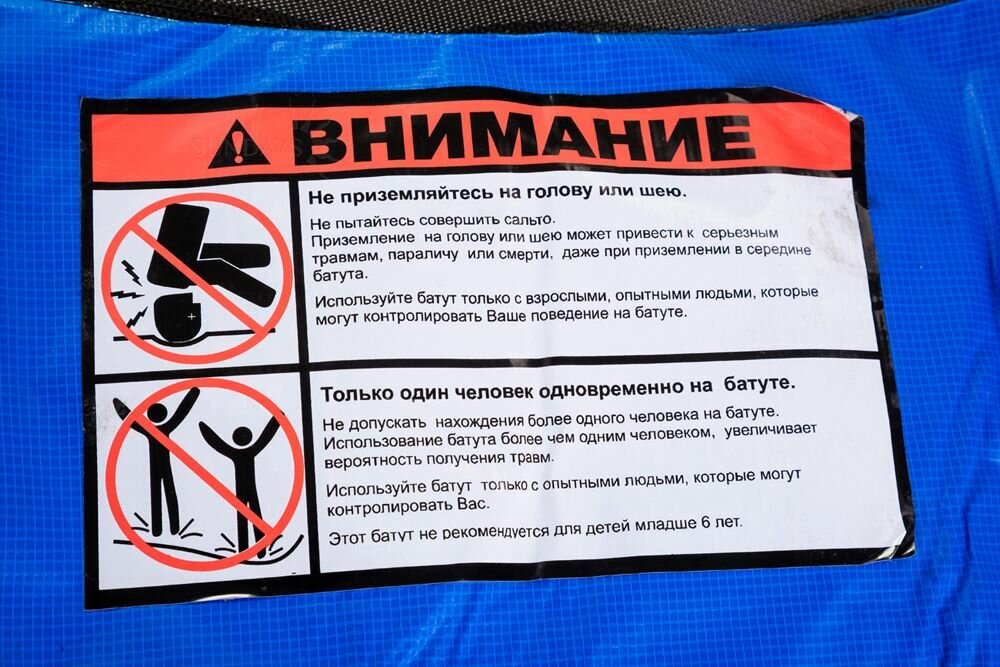 ВНИМАНИЕ
Не приземляйтесь на голову или шею.
Не пытайтесь совершить сальто.
Приземление на голову или шею может привести к серьезным
травмам, параличу или смерти, даже при приземлении в середине
батута.
Используйте батут только с взрослыми, опытными людьми, которые
могут контролировать Ваше поведение на батуте.
Только один человек одновременно на батуте.
Не допускать нахождения более одного человека на батуте.
Использование батута более чем одним человеком, увеличивает
вероятность получения травм.
Используйте батут только с опытными людьми, которые могут
контролировать Вас.
Этот батут не рекомендуется для детей младше 6 лет.